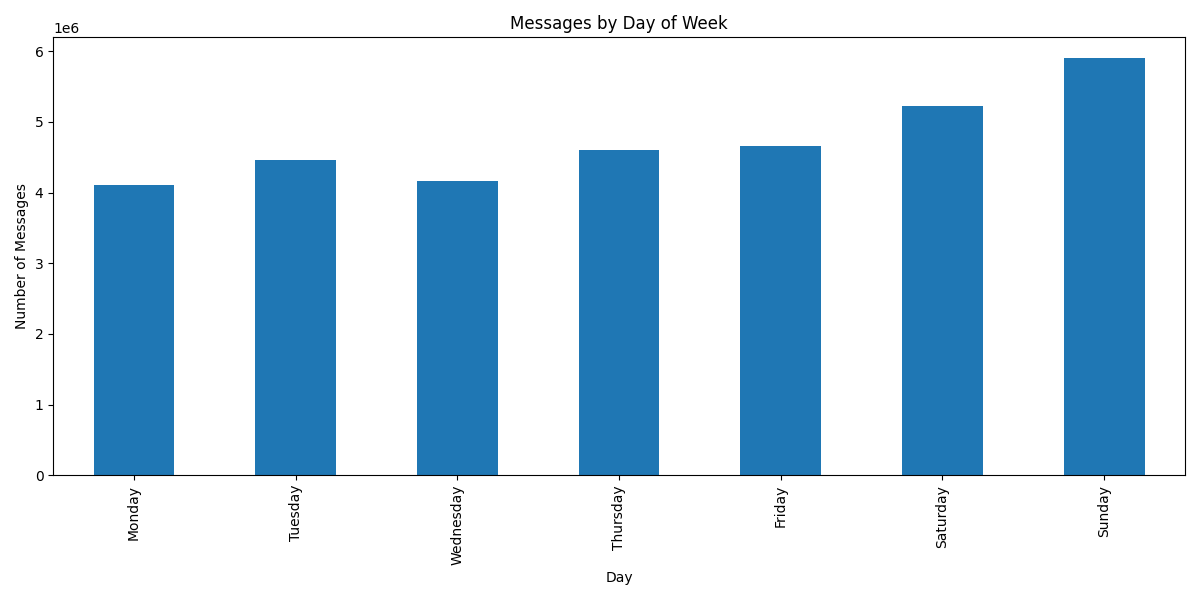 Messages by Day of Week
1e6
6
5
4
3
2
1
0
Number of Messages
Monday
Tuesday
Wednesday
Thursday
Friday
Saturday
Sunday
Day